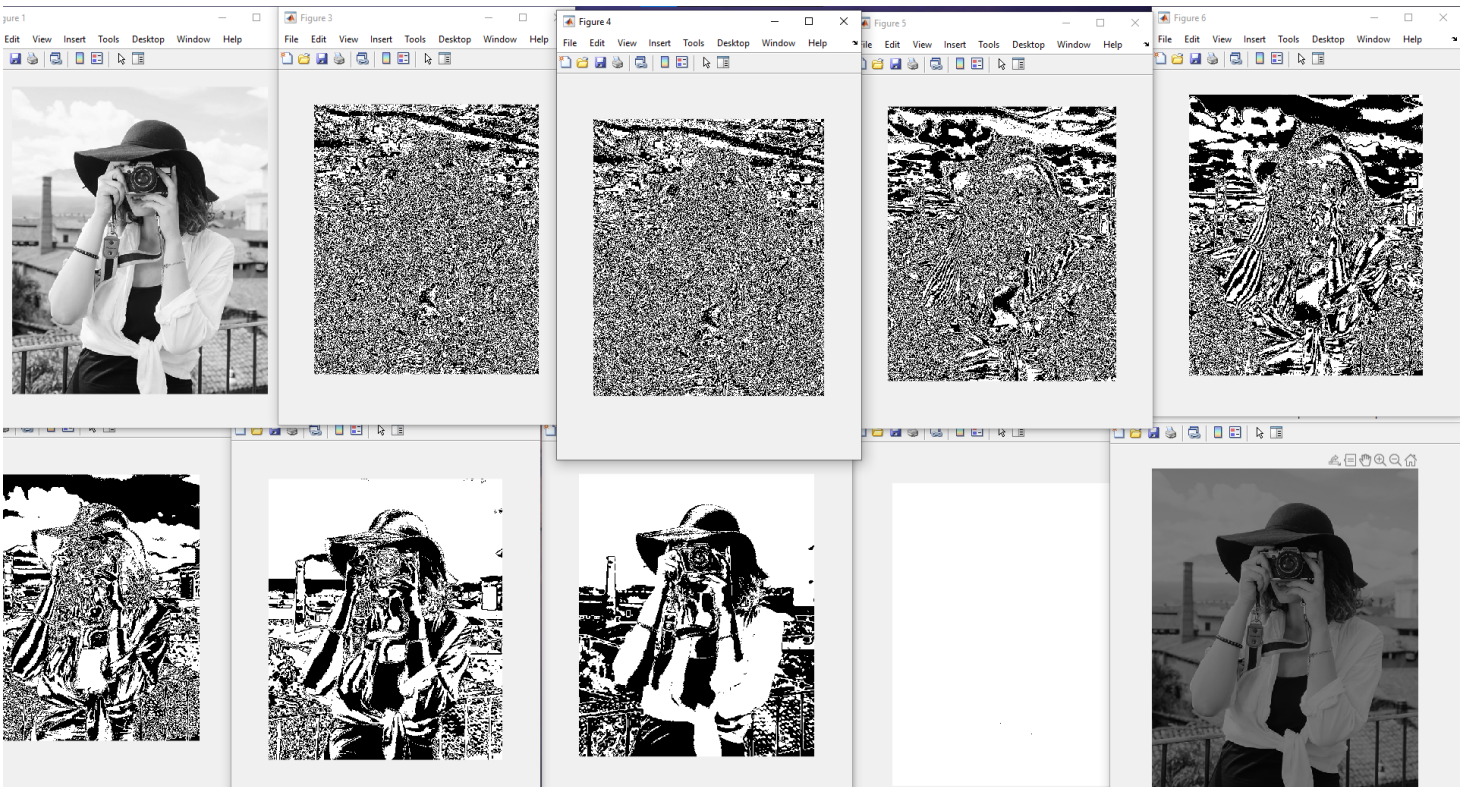 gure 1
Edit View Insert Tools Desktop Window Help
Figure 3
File Edit View Insert Tools Desktop Window Help
Figure 4
File Edit View Insert Tools Desktop Window Help
Figure 5
ile Edit View Insert Tools Desktop Window Help
Figure 6
File Edit View Insert Tools Desktop Window Help